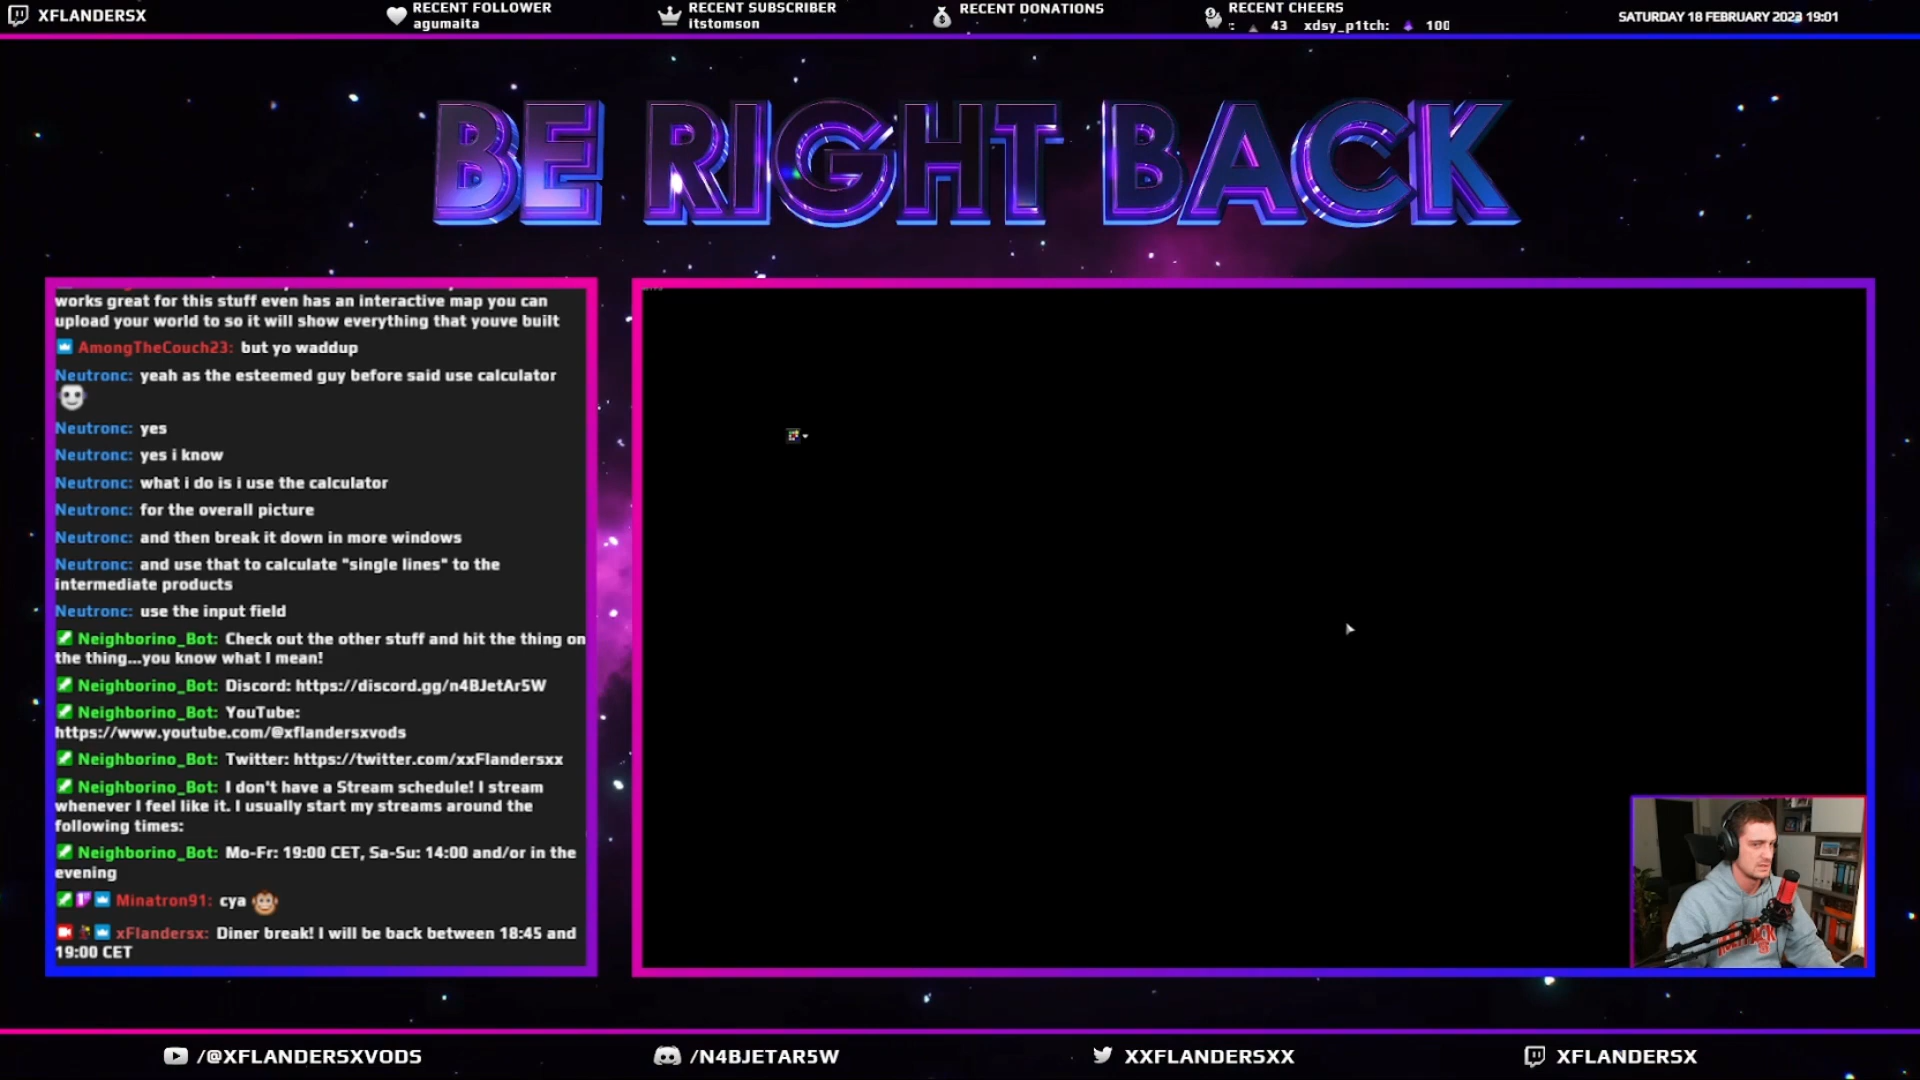 XFLANDERSX
RECENT FOLLOWER
agumaita
RECENT SUBSCRIBER
itstomson
RECENT DONATIONS
RECENT CHEERS
: 43 xdsy_p1tch: 100
SATURDAY 18 FEBRUARY 2023 19:01
BE RIGHT BACK
works great for this stuff even has an interactive map you can
upload your world to so it will show everything that youve built
AmongTheCouch23: but yo waddup
Neutronc: yeah as the esteemed guy before said use calculator
Neutronc: yes
Neutronc: yes i know
Neutronc: what i do is i use the calculator
Neutronc: for the overall picture
Neutronc: and then break it down in more windows
Neutronc: and use that to calculate "single lines" to the
intermediate products
Neutronc: use the input field
Neighborino_Bot: Check out the other stuff and hit the thing on
the thing...you know what I mean!
Neighborino_Bot: Discord: https://discord.gg/n4BJetAr5W
Neighborino_Bot: YouTube:
https://www.youtube.com/@xflandersxvods
Neighborino_Bot: Twitter: https://twitter.com/xxFlandersxx
Neighborino_Bot: I don't have a Stream schedule! I stream
whenever I feel like it. I usually start my streams around the
following times:
Neighborino_Bot: Mo-Fr: 19:00 CET, Sa-Su: 14:00 and/or in the
evening
Minatron91: cya
xFlandersx: Diner break! I will be back between 18:45 and
19:00 CET
/@XFLANDERSXVODS
/N4BJETAR5W
XXFLANDERSXX
XFLANDERSX